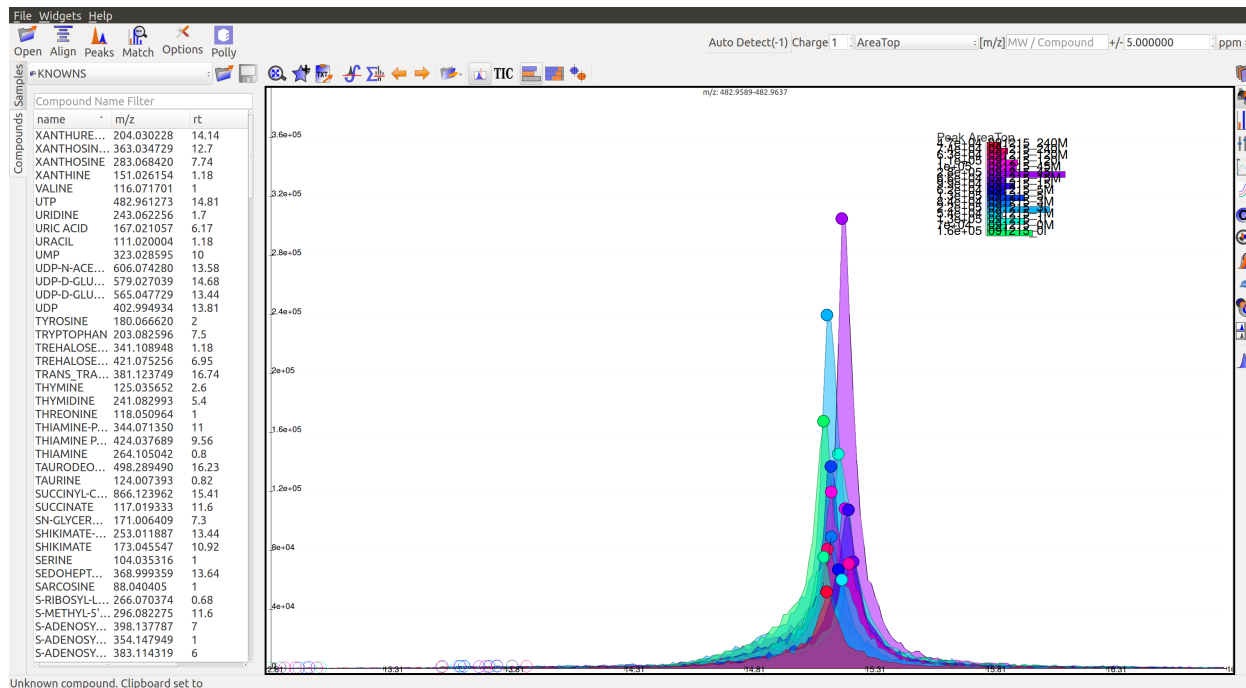 File Widgets Help
Open Align Peaks Match Options Polly
Auto Detect(-1) Charge 1 AreaTop [m/z] MW / Compound +/- 5.000000 ppm
Samples
Compounds
KNOWNS
TXT
TIC
Compound Name Filter
name m/z rt
XANTHURE... 204.030228 14.14
XANTHOSIN... 363.034729 12.7
XANTHOSINE 283.068420 7.74
XANTHINE 151.026154 1.18
VALINE 116.071701 1
UTP 482.961273 14.81
URIDINE 243.062256 1.7
URIC ACID 167.021057 6.17
URACIL 111.020004 1.18
UMP 323.028595 10
UDP-N-ACE... 606.074280 13.58
UDP-D-GLU... 579.027039 14.68
UDP-D-GLU... 565.047729 13.44
UDP 402.994934 13.81
TYROSINE 180.066620 2
TRYPTOPHAN 203.082596 7.5
TREHALOSE... 341.108948 1.18
TREHALOSE... 421.075256 6.95
TRANS_TRA... 381.123749 16.74
THYMINE 125.035652 2.6
THYMIDINE 241.082993 5.4
THREONINE 118.050964 1
THIAMINE-P... 344.071350 11
THIAMINE P... 424.037689 9.56
THIAMINE 264.105042 0.8
TAURODEO... 498.289490 16.23
TAURINE 124.007393 0.82
SUCCINYL-C... 866.123962 15.41
SUCCINATE 117.019333 11.6
SN-GLYCER... 171.006409 7.3
SHIKIMATE-... 253.011887 13.44
SHIKIMATE 173.045547 10.92
SERINE 104.035316 1
SEDOHEPT... 368.999359 13.64
SARCOSINE 88.040405 1
S-RIBOSYL-L... 266.070374 0.68
S-METHYL-5'... 296.082275 11.6
S-ADENOSY... 398.137787 7
S-ADENOSY... 354.147949 1
S-ADENOSY... 383.114319 6
m/z: 482.9589-482.9637
Peak AreaTop
3.6e+05
3.2e+05
2.8e+05
2.4e+05
2e+05
1.6e+05
1.2e+05
8e+04
4e+04
0
13.31 13.81 14.31 14.81 15.31 15.81 16.31
Unknown compound. Clipboard set to